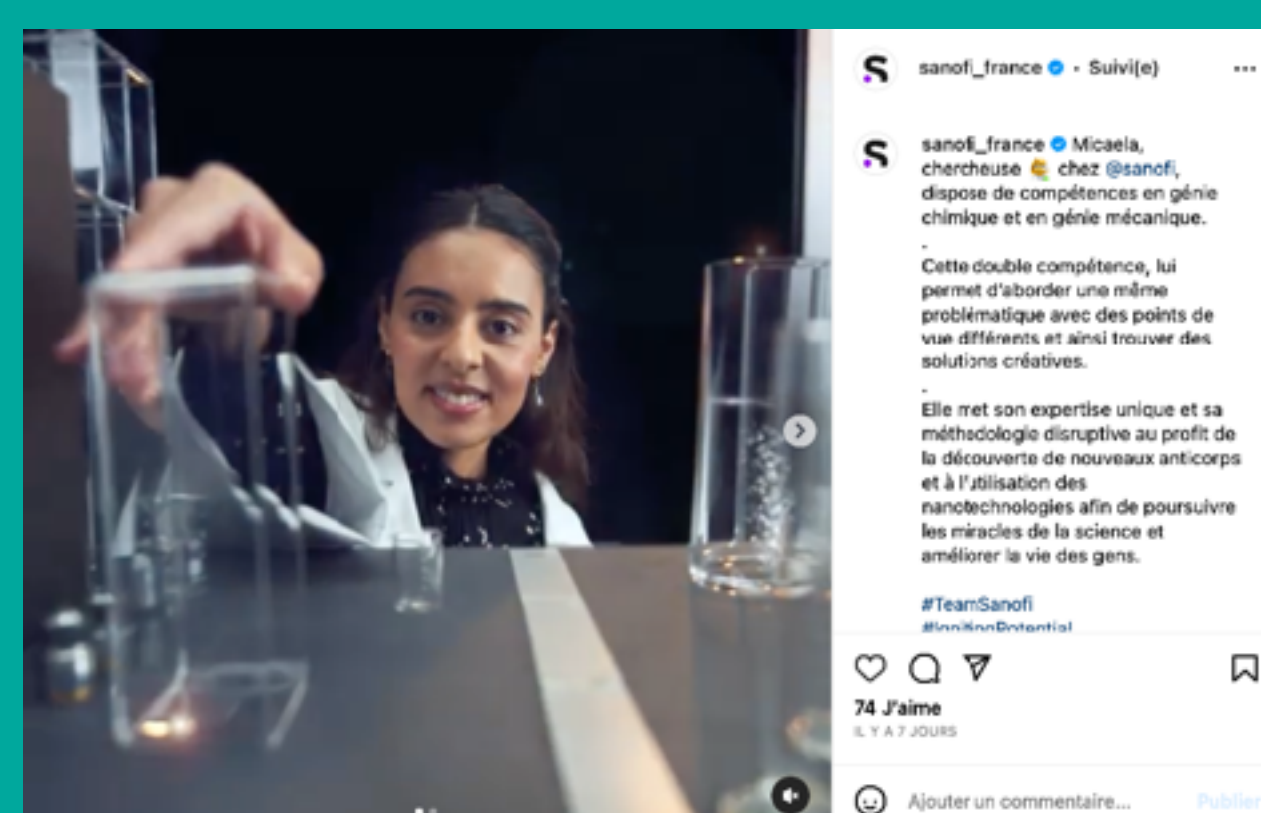 sanofi_france • Suivi(e)
sanofi_france Micaela,
chercheuse chez @sanofi,
dispose de compétences en génie
chimique et en génie mécanique.
.
Cette double compétence, lui
permet d'aborder une même
problématique avec des points de
vue différents et ainsi trouver des
solutions créatives.
.
Elle met son expertise unique et sa
méthodologie disruptive au profit de
la découverte de nouveaux anticorps
et à l'utilisation des
nanotechnologies afin de poursuivre
les miracles de la science et
améliorer la vie des gens.
#TeamSanofi
#IgnitingPotential
74 J'aime
IL Y A 7 JOURS
Ajouter un commentaire... Publier